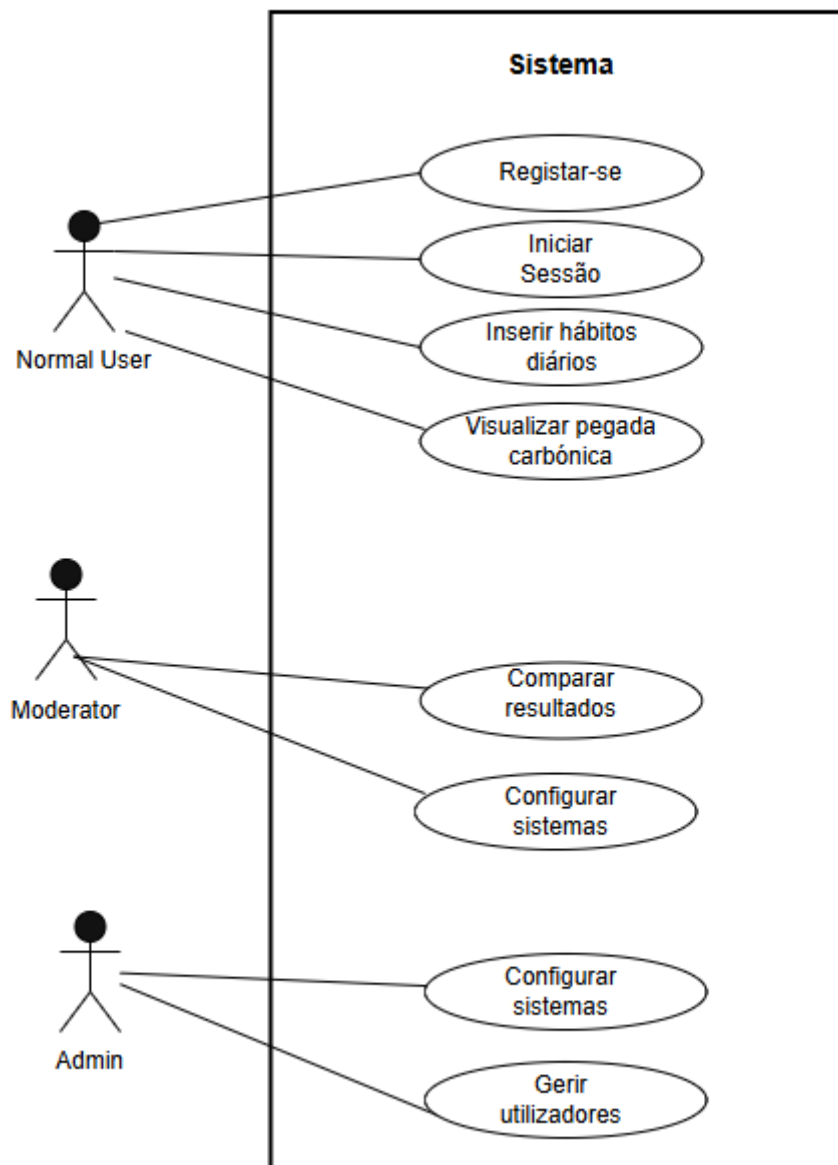 Sistema
Registar-se
Iniciar
Sessão
Inserir hábitos
diários
Normal User
Visualizar pegada
carbónica
Comparar
resultados
Moderator
Configurar
sistemas
Configurar
sistemas
Admin
Gerir
utilizadores